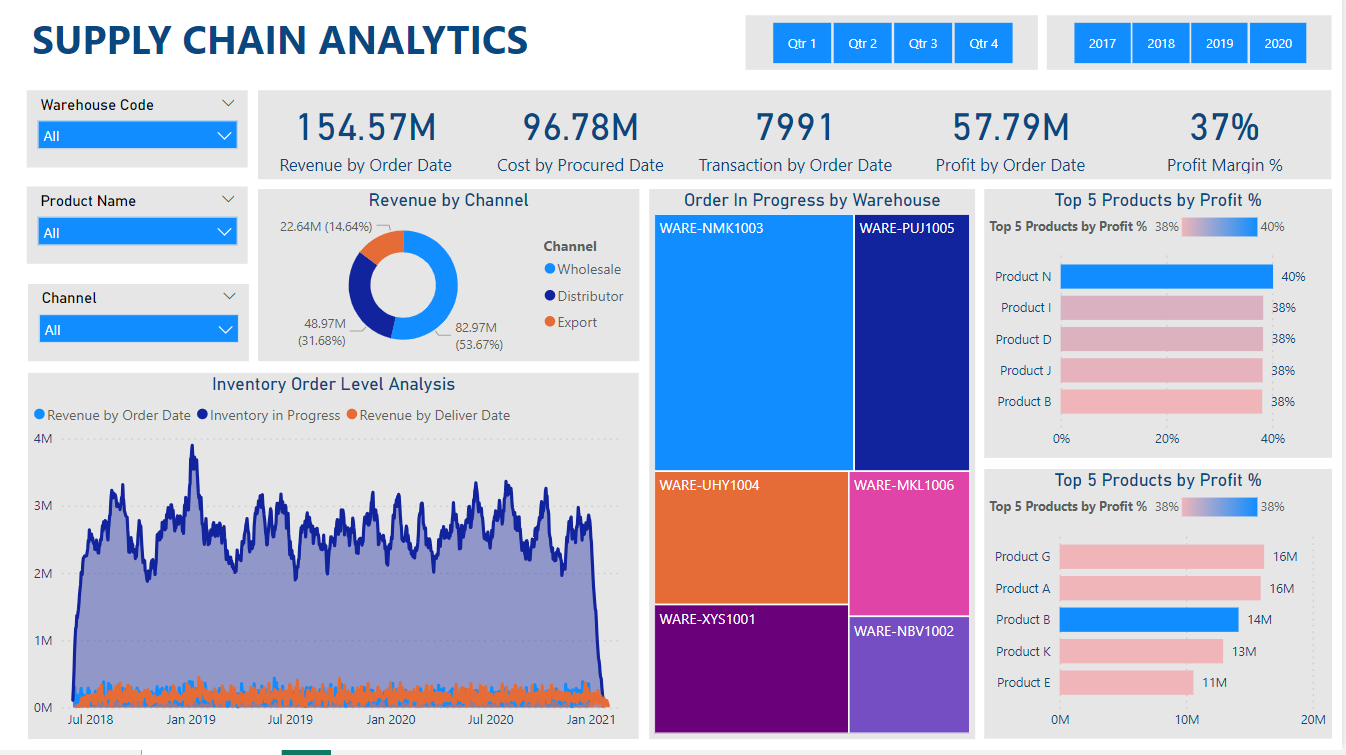 SUPPLY CHAIN ANALYTICS
Qtr 1
Qtr 2
Qtr 3
Qtr 4
2017
2018
2019
2020
Warehouse Code
All
Product Name
All
Channel
All
154.57M
Revenue by Order Date
96.78M
Cost by Procured Date
7991
Transaction by Order Date
57.79M
Profit by Order Date
37%
Profit Margin %
Revenue by Channel
22.64M (14.64%)
48.97M
(31.68%)
82.97M
(53.67%)
Channel
Wholesale
Distributor
Export
Inventory Order Level Analysis
Revenue by Order Date
Inventory in Progress
Revenue by Deliver Date
4M
3M
2M
1M
0M
Jul 2018
Jan 2019
Jul 2019
Jan 2020
Jul 2020
Jan 2021
Order In Progress by Warehouse
WARE-NMK1003
WARE-PUJ1005
WARE-UHY1004
WARE-MKL1006
WARE-XYS1001
WARE-NBV1002
Top 5 Products by Profit %
Top 5 Products by Profit % 38% 40%
Product N 40%
Product I 38%
Product D 38%
Product J 38%
Product B 38%
0% 20% 40%
Top 5 Products by Profit %
Top 5 Products by Profit % 38% 38%
Product G 16M
Product A 16M
Product B 14M
Product K 13M
Product E 11M
0M 10M 20M